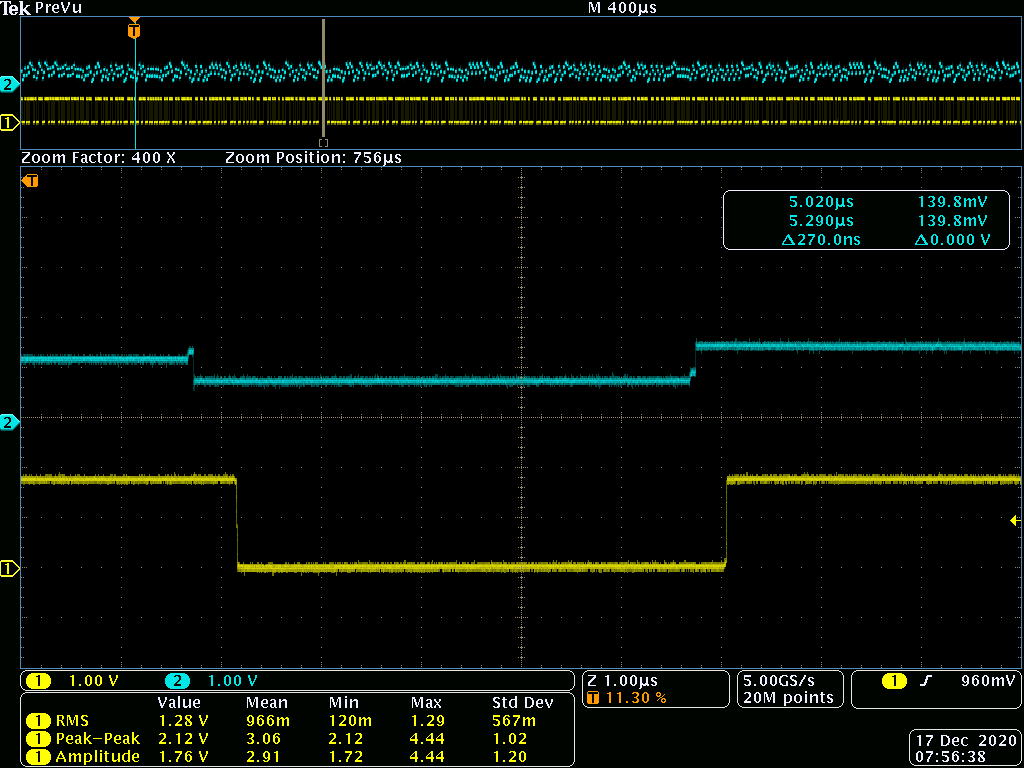 Tek PreVu M 400µs
T
2
1
Zoom Factor: 400 X Zoom Position: 756µs
T
5.020µs 139.8mV
5.290µs 139.8mV
Δ270.0ns Δ0.000 V
2
1
1 1.00 V 2 1.00 V
Z 1.00µs
T 11.30 %
5.00GS/s
20M points
1 960mV
Value Mean Min Max Std Dev
1 RMS 1.28 V 966m 120m 1.29 567m
1 Peak-Peak 2.12 V 3.06 2.12 4.44 1.02
1 Amplitude 1.76 V 2.91 1.72 4.44 1.20
17 Dec 2020
07:56:38